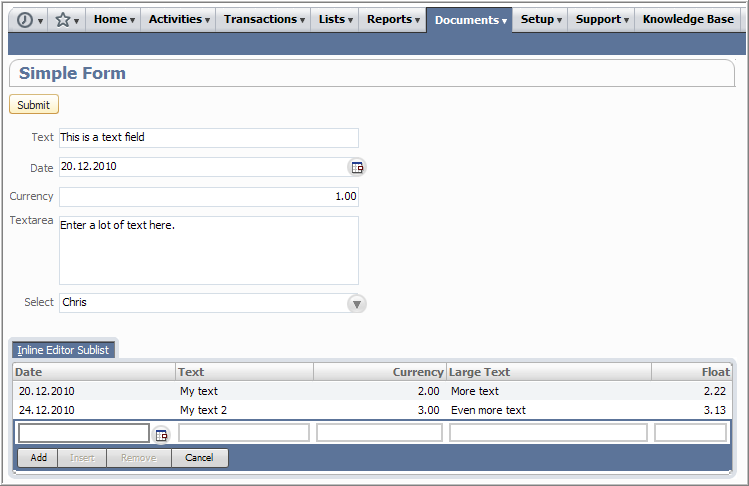 Home Activities Transactions Lists Reports Documents Setup Support Knowledge Base
Simple Form
Submit
Text This is a text field
Date 20.12.2010
Currency 1.00
Textarea Enter a lot of text here.
Select Chris
Inline Editor Sublist
Date Text Currency Large Text Float
20.12.2010 My text 2.00 More text 2.22
24.12.2010 My text 2 3.00 Even more text 3.13
Add Insert Remove Cancel